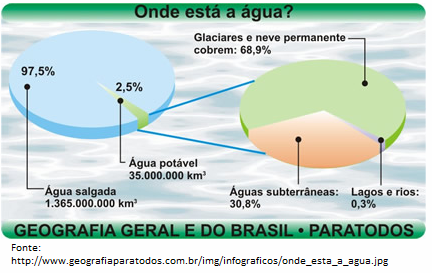 Onde está a água?
Glaciares e neve permanente
cobrem: 68,9%
97,5%
2,5%
Água potável
35.000.000 km³
Água salgada
1.365.000.000 km³
Águas subterrâneas:
30,8%
Lagos e rios:
0,3%
GEOGRAFIA GERAL E DO BRASIL • PARATODOS
Fonte:
http://www.geografiaparatodos.com.br/img/infograficos/onde_esta_a_agua.jpg